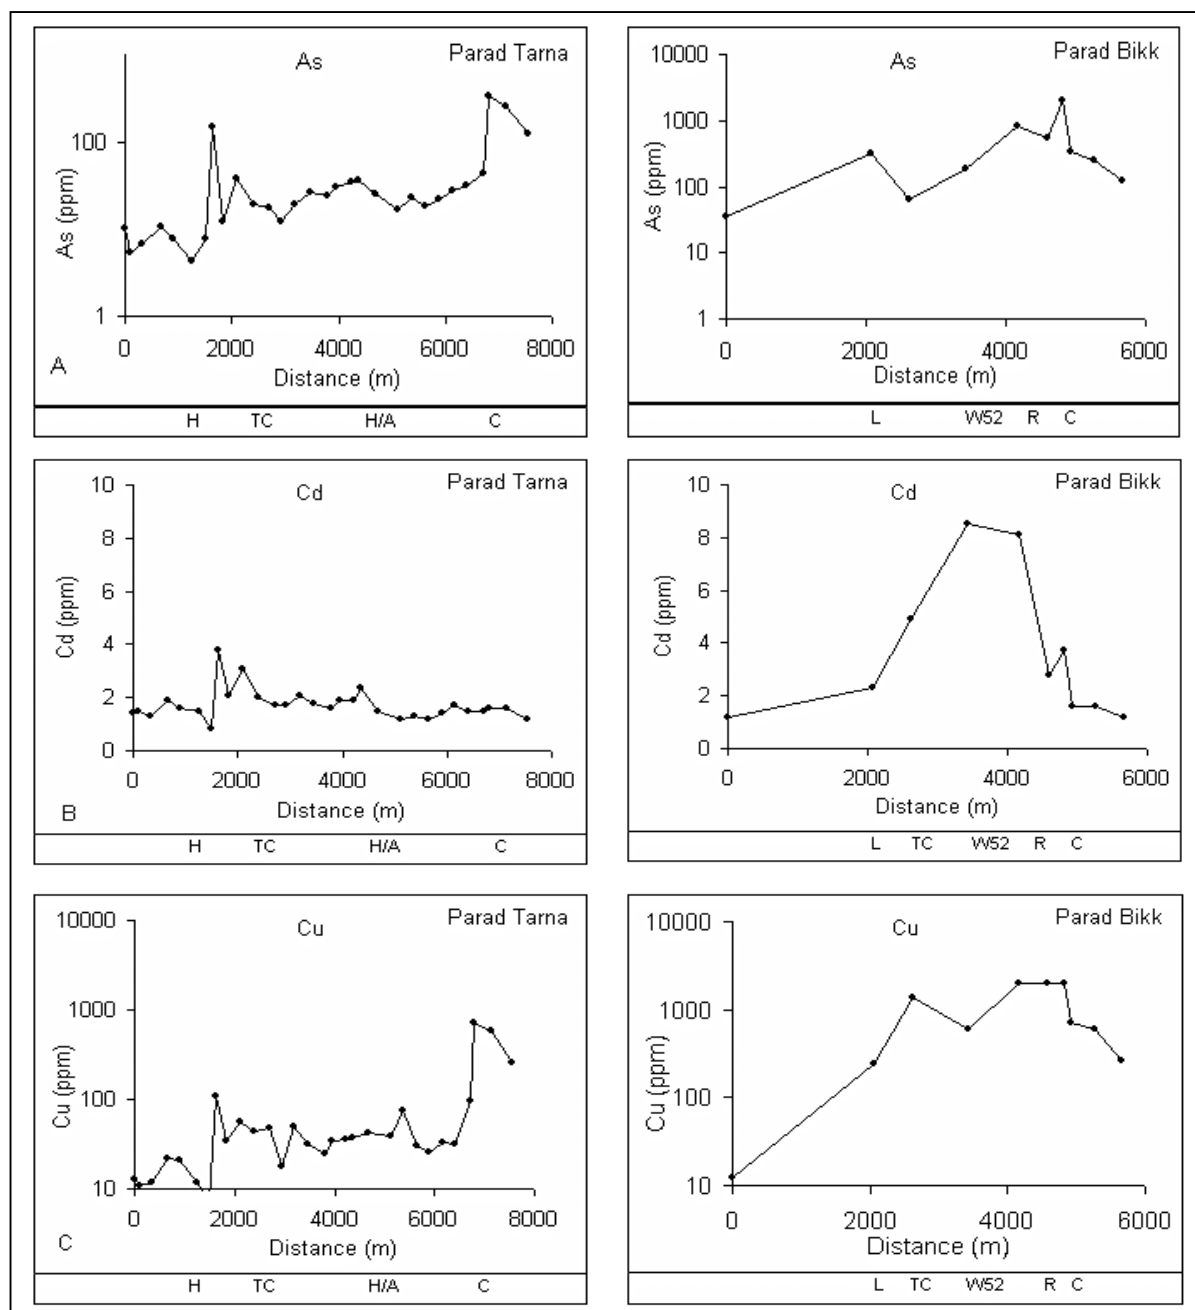 As
Parad Tarna
100
1
As (ppm)
0 2000 4000 6000 8000
Distance (m)
A
H TC H/A C
As
Parad Bikk
10000
1000
100
10
1
As (ppm)
0 2000 4000 6000
Distance (m)
L W52 R C
Cd
Parad Tarna
10
8
6
4
2
0
Cd (ppm)
0 2000 4000 6000 8000
Distance (m)
B
H TC H/A C
Cd
Parad Bikk
10
8
6
4
2
0
Cd (ppm)
0 2000 4000 6000
Distance (m)
L TC W52 R C
Cu
Parad Tarna
10000
1000
100
10
Cu (ppm)
0 2000 4000 6000 8000
Distance (m)
C
H TC H/A C
Cu
Parad Bikk
10000
1000
100
10
Cu (ppm)
0 2000 4000 6000
Distance (m)
L TC W52 R C